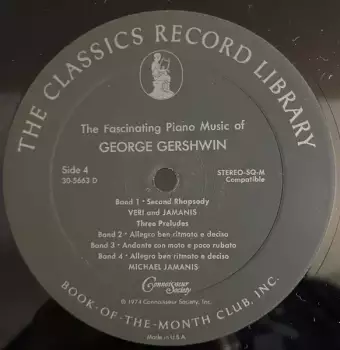 THE CLASSICS RECORD LIBRARY
The Fascinating Piano Music of
GEORGE GERSHWIN
Side 4
30-5663 D
STEREO-SQ-M
Compatible
Band 1 • Second Rhapsody
VERI and JAMANIS
Three Preludes
Band 2 • Allegro ben ritmato e deciso
Band 3 • Andante con moto e poco rubato
Band 4 • Allegro ben ritmato e deciso
MICHAEL JAMANIS
Connoisseur
Society
℗ 1974 Connoisseur Society, Inc.
BOOK-OF-THE-MONTH CLUB, INC.
Made in U.S.A